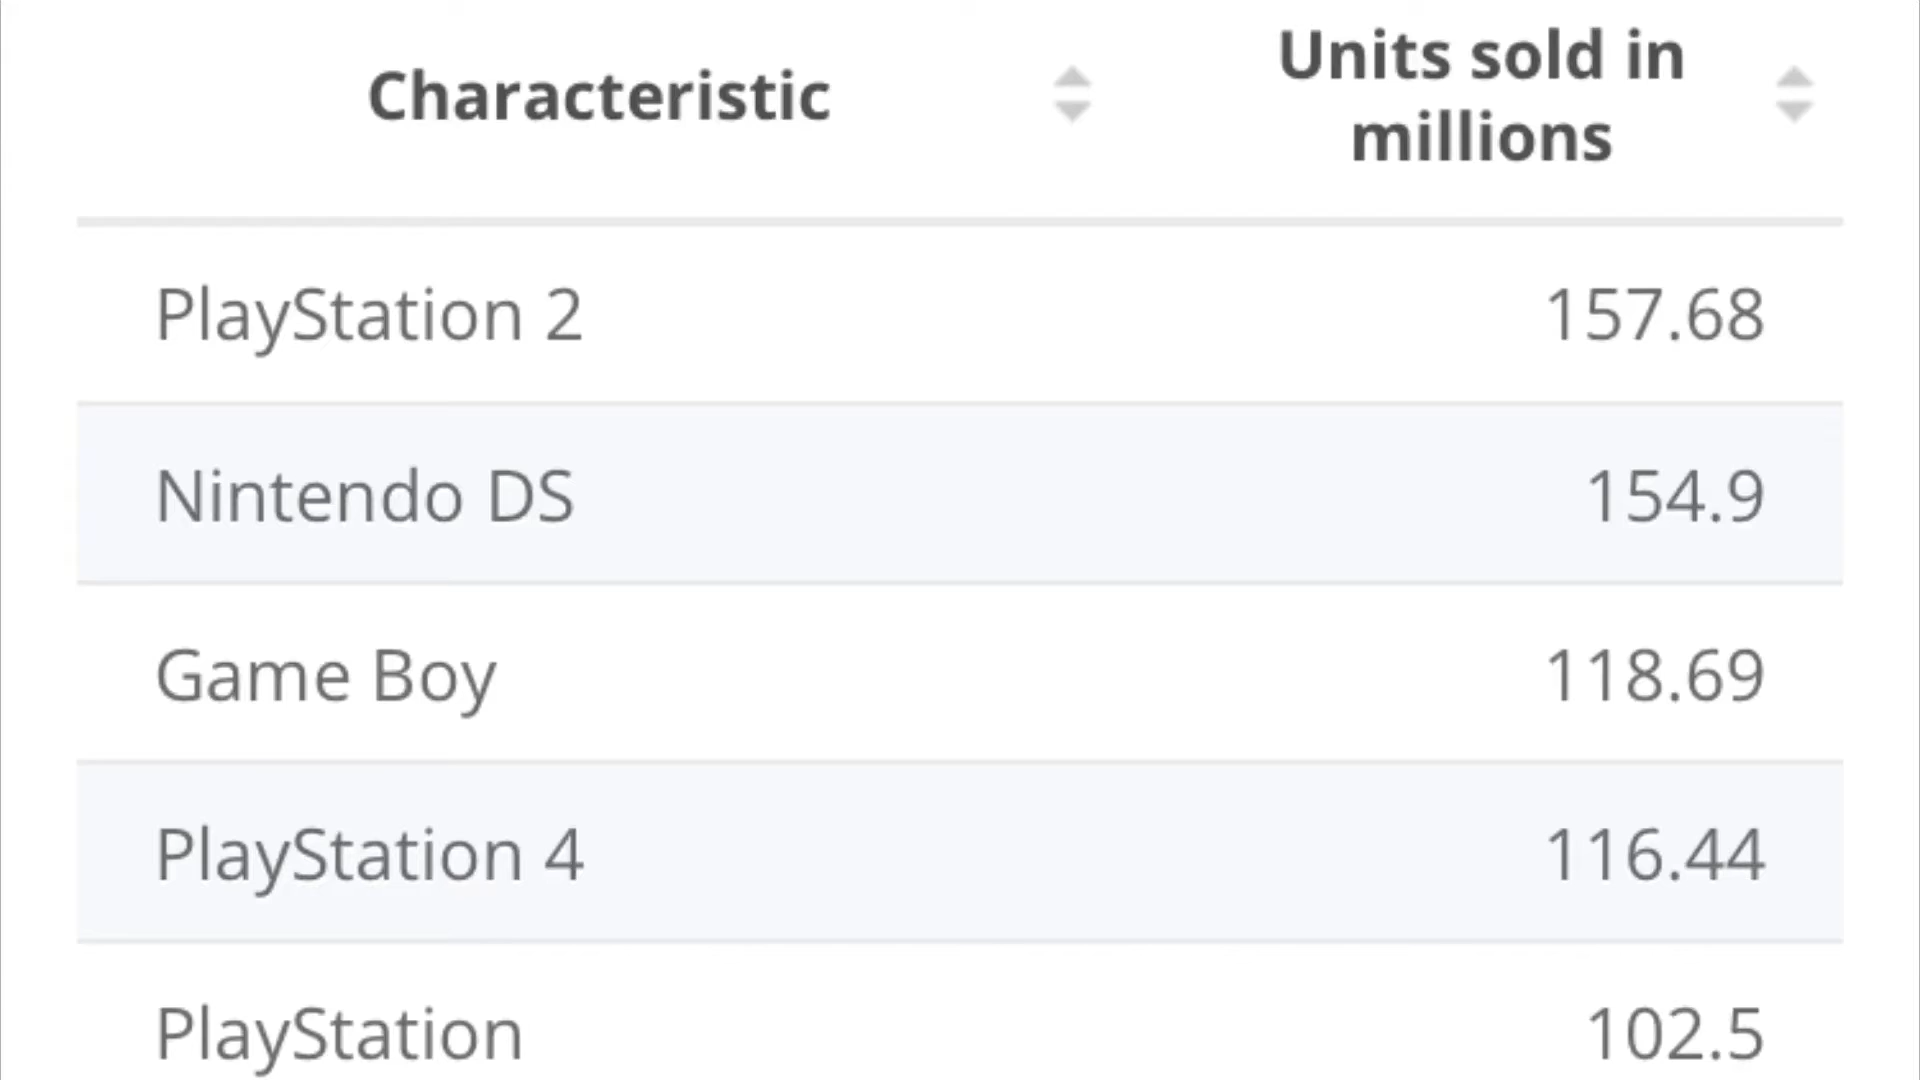 Characteristic
Units sold in
millions
PlayStation 2 157.68
Nintendo DS 154.9
Game Boy 118.69
PlayStation 4 116.44
PlayStation 102.5